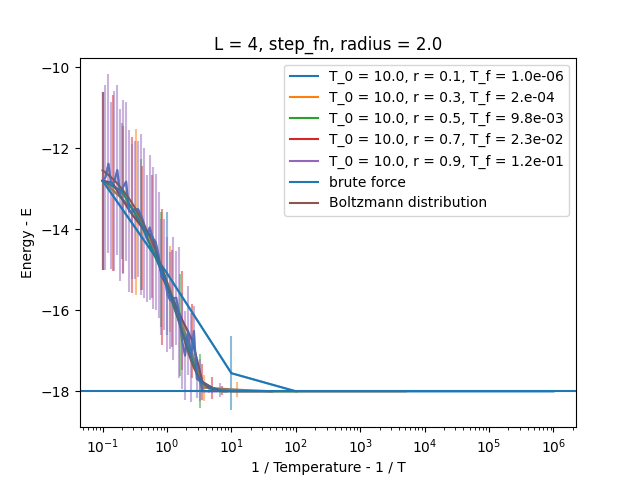 L = 4, step_fn, radius = 2.0
T_0 = 10.0, r = 0.1, T_f = 1.0e-06
T_0 = 10.0, r = 0.3, T_f = 2.e-04
T_0 = 10.0, r = 0.5, T_f = 9.8e-03
T_0 = 10.0, r = 0.7, T_f = 2.3e-02
T_0 = 10.0, r = 0.9, T_f = 1.2e-01
brute force
Boltzmann distribution
Energy - E
−10
−12
−14
−16
−18
10⁻¹ 10⁰ 10¹ 10² 10³ 10⁴ 10⁵ 10⁶
1 / Temperature - 1 / T